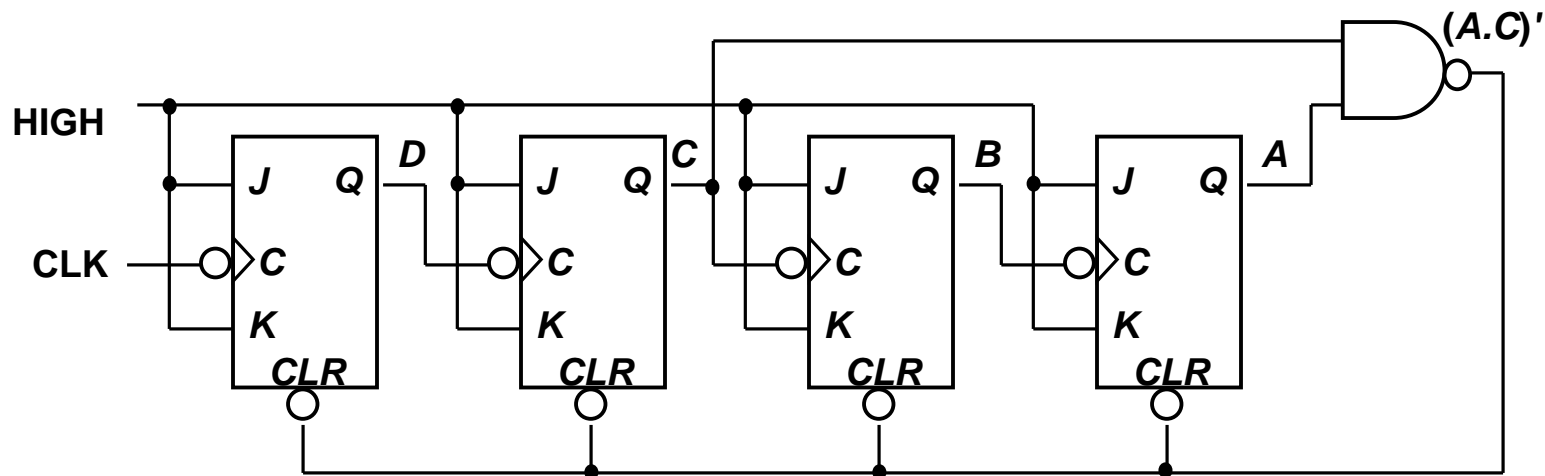 (A.C)'
HIGH
D C B A
J Q J Q J Q J Q
CLK C C C C
K K K K
CLR CLR CLR CLR